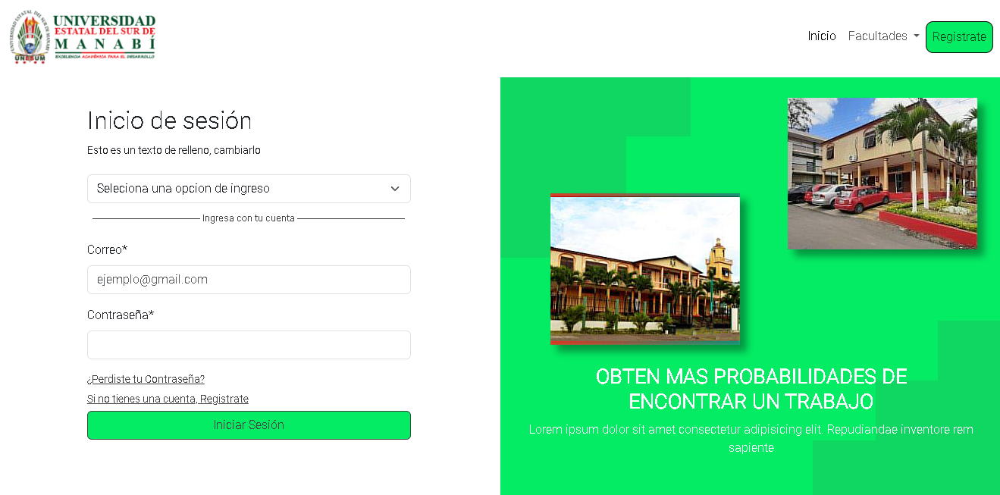 UNIVERSIDAD
ESTATAL DEL SUR DE
MANABÍ
EXCELENCIA ACADÉMICA PARA EL DESARROLLO
UNESUM
Inicio
Facultades
Registrate
Inicio de sesión
Esto es un texto de relleno, cambiarlo
Seleciona una opcion de ingreso
Ingresa con tu cuenta
Correo*
ejemplo@gmail.com
Contraseña*
¿Perdiste tu Contraseña?
Si no tienes una cuenta, Registrate
Iniciar Sesión
OBTEN MAS PROBABILIDADES DE
ENCONTRAR UN TRABAJO
Lorem ipsum dolor sit amet consectetur adipisicing elit. Repudiandae inventore rem
sapiente